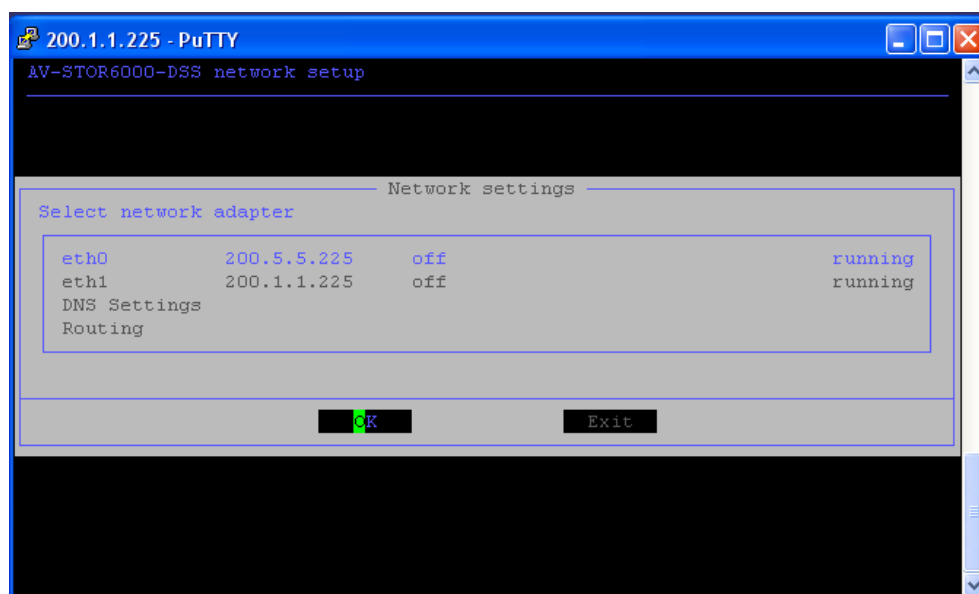 200.1.1.225 - PuTTY
AV-STOR6000-DSS network setup
Network settings
Select network adapter
eth0 200.5.5.225 off running
eth1 200.1.1.225 off running
DNS Settings
Routing
OK Exit